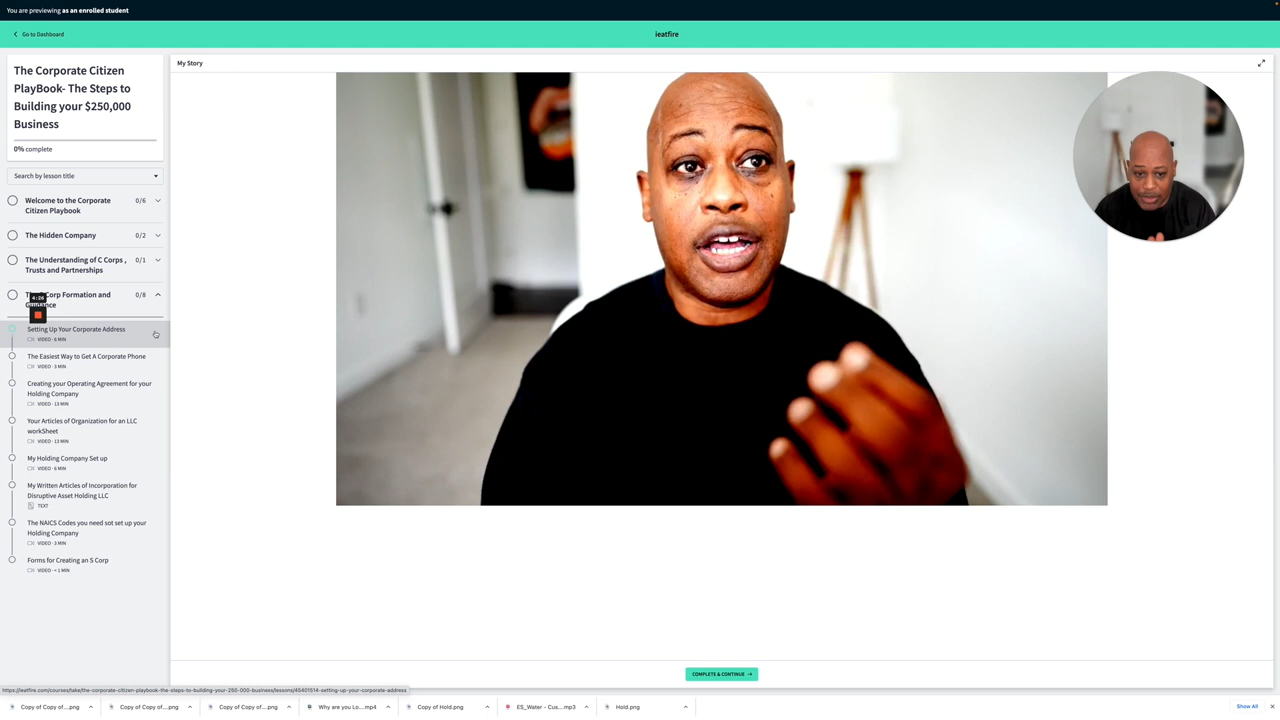 You are previewing as an enrolled student
Go to Dashboard
ieatfire
The Corporate Citizen
PlayBook- The Steps to
Building your $250,000
Business
0% complete
Search by lesson title
Welcome to the Corporate
Citizen Playbook
0/6
The Hidden Company
0/2
The Understanding of C Corps ,
Trusts and Partnerships
0/1
Corp Formation and
0/8
4:26
Setting Up Your Corporate Address
VIDEO · 6 MIN
The Easiest Way to Get A Corporate Phone
VIDEO · 3 MIN
Creating your Operating Agreement for your
Holding Company
VIDEO · 13 MIN
Your Articles of Organization for an LLC
workSheet
VIDEO · 13 MIN
My Holding Company Set up
VIDEO · 6 MIN
My Written Articles of Incorporation for
Disruptive Asset Holding LLC
TEXT
The NAICS Codes you need sot set up your
Holding Company
VIDEO · 3 MIN
Forms for Creating an S Corp
VIDEO · < 1 MIN
My Story
COMPLETE & CONTINUE →
https://ieatfire.com/courses/take/the-corporate-citizen-playbook-the-steps-to-building-your-250-000-business/lessons/45401514-setting-up-your-corporate-address
Copy of Copy of....png
Copy of Copy of....png
Copy of Copy of....png
Why are you Lo....mp4
Copy of Hold.png
ES_Water - Cus....mp3
Hold.png
Show All